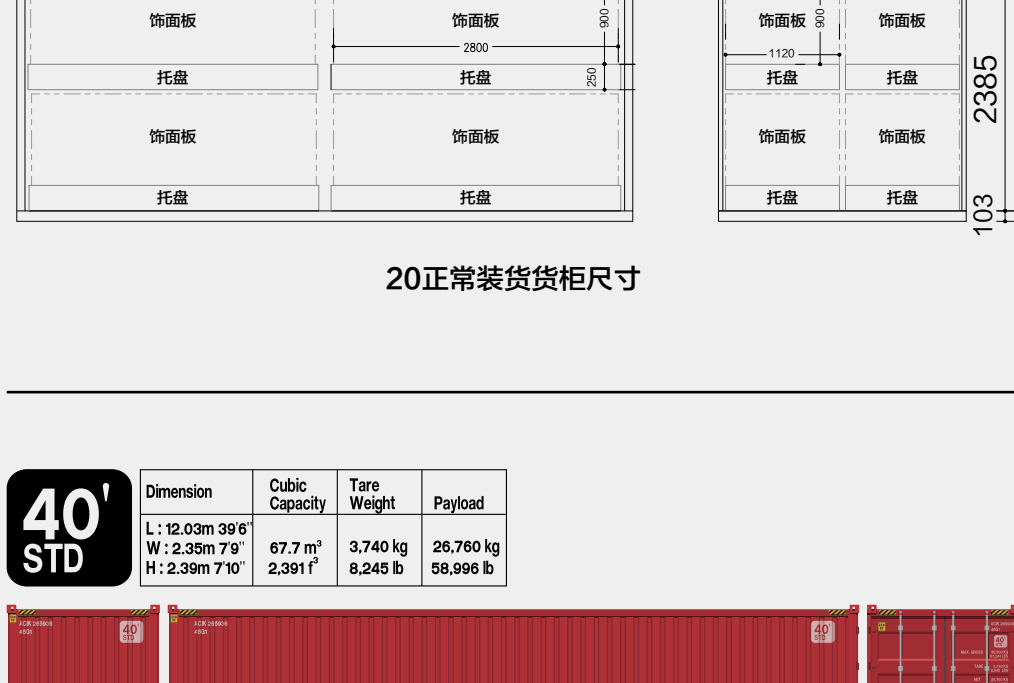 饰面板 饰面板 900 饰面板 900
2800 1120
托盘 托盘 250 托盘 托盘 2385
饰面板 饰面板 饰面板 饰面板
托盘 托盘 托盘 托盘 103
20正常装货货柜尺寸
40'
STD
Dimension Cubic Capacity Tare Weight Payload
L : 12.03m 39'6"
W : 2.35m 7'9" 67.7 m³ 3,740 kg 26,760 kg
H : 2.39m 7'10" 2,391 f³ 8,245 lb 58,996 lb
40'
STD
40'
STD
40'